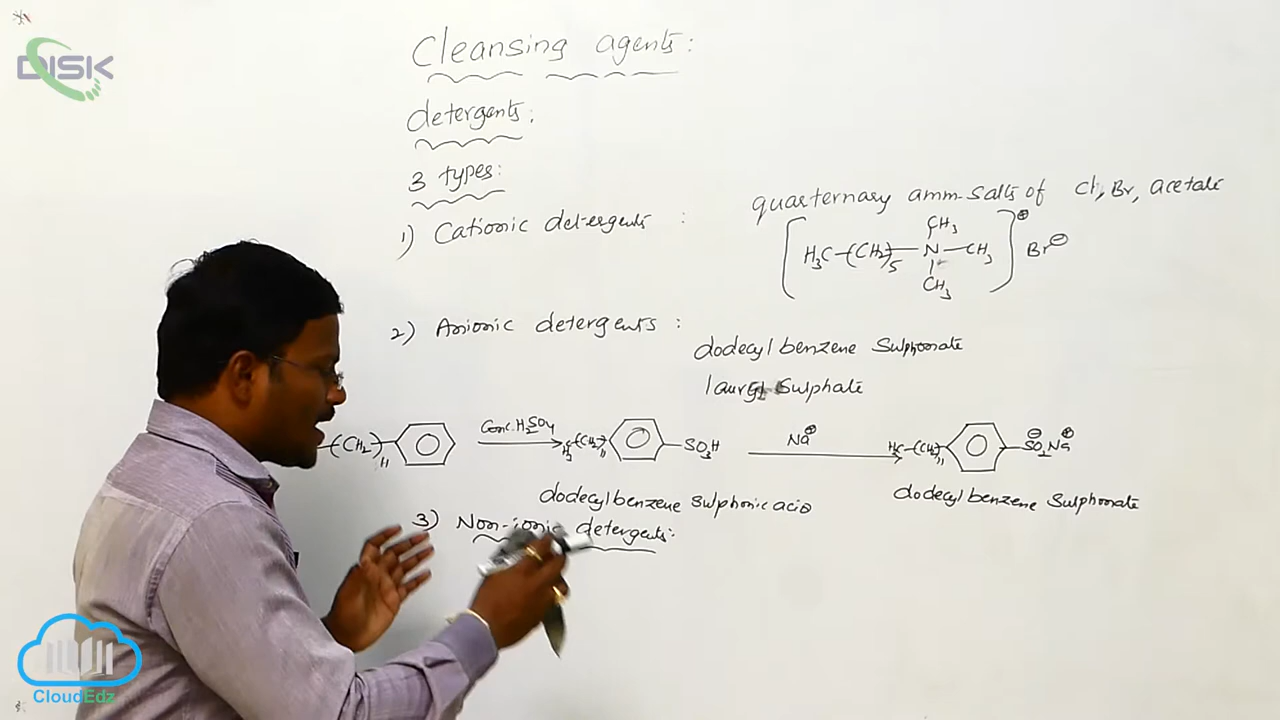 DISK
Cleansing agents:
detergents:
3 types:
1) Cationic detergents :
quarternary amm-salts of Cl, Br, acetate
CH3
[H3C-(CH2)5-N-CH3]⊕ Br⊖
CH3
2) Anionic detergents :
dodecyl benzene Sulphonate
lauryl Sulphate
-(CH2)11 Conc.H2SO4 H3C-(CH2)11 SO3H Na⊕ H3C-(CH2)11 SO3⊖Na⊕
dodecylbenzene sulphonic acid dodecylbenzene Sulphonate
3) Non-ionic detergents:
CloudEdz